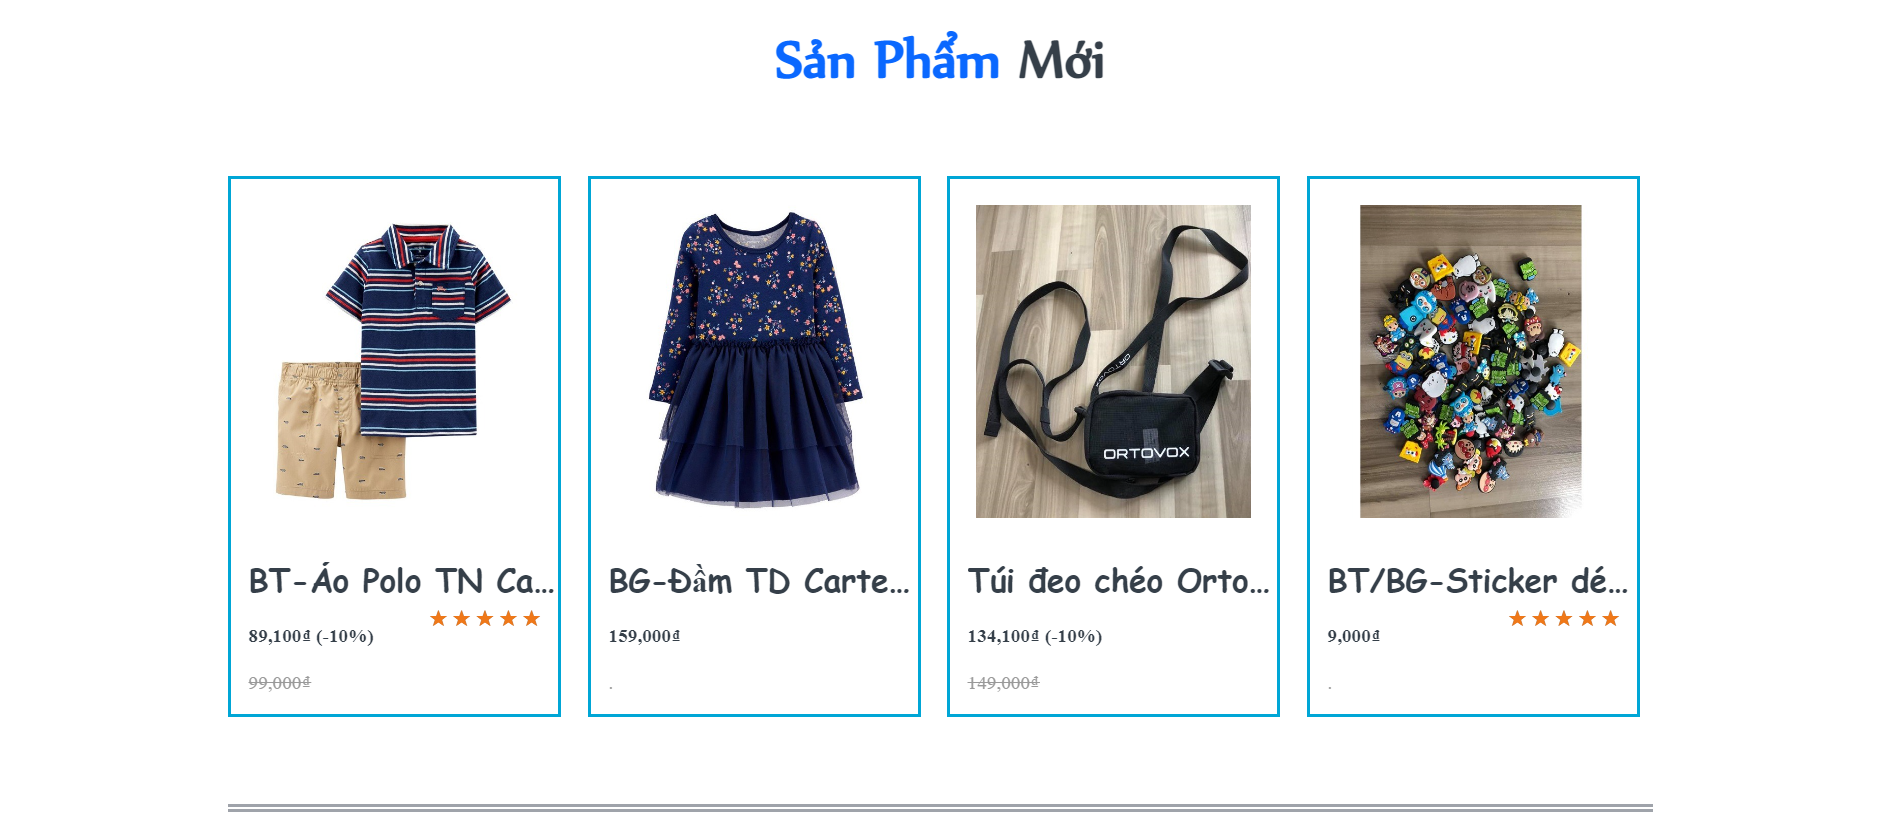 Sản Phẩm Mới
ORTOVOX
ORTOVOX
BT-Áo Polo TN Ca...
89,100₫ (-10%)
99,000₫
BG-Đầm TD Carte...
159,000₫
.
Túi đeo chéo Orto...
134,100₫ (-10%)
149,000₫
BT/BG-Sticker dé...
9,000₫
.